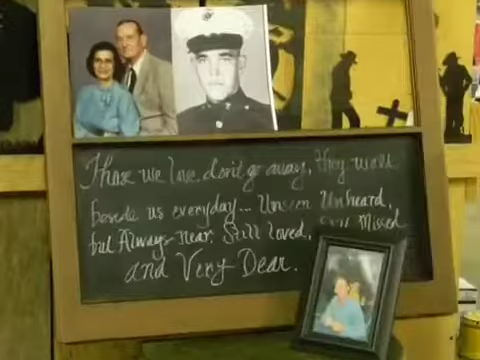 Those we love don't go away, they walk
beside us everyday... Unseen Unheard,
but Always near. Still Loved, Still Missed
and Very Dear.